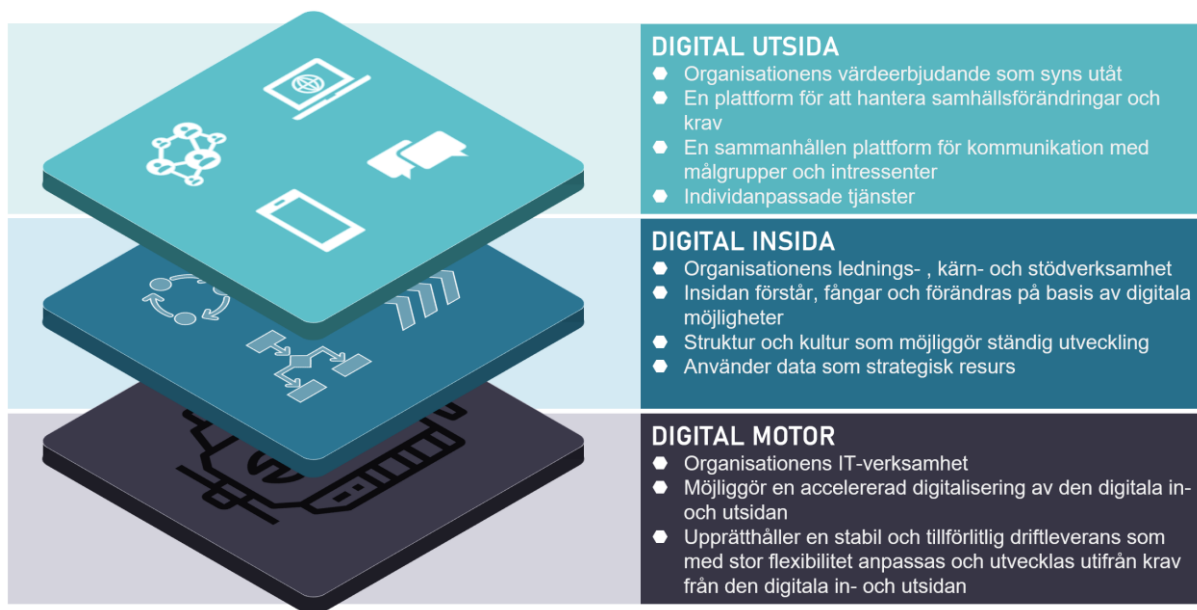 DIGITAL UTSIDA
Organisationens värdeerbjudande som syns utåt
En plattform för att hantera samhällsförändringar och
krav
En sammanhållen plattform för kommunikation med
målgrupper och intressenter
Individanpassade tjänster
DIGITAL INSIDA
Organisationens lednings- , kärn- och stödverksamhet
Insidan förstår, fångar och förändras på basis av digitala
möjligheter
Struktur och kultur som möjliggör ständig utveckling
Använder data som strategisk resurs
DIGITAL MOTOR
Organisationens IT-verksamhet
Möjliggör en accelererad digitalisering av den digitala in-
och utsidan
Upprätthåller en stabil och tillförlitlig driftleverans som
med stor flexibilitet anpassas och utvecklas utifrån krav
från den digitala in- och utsidan